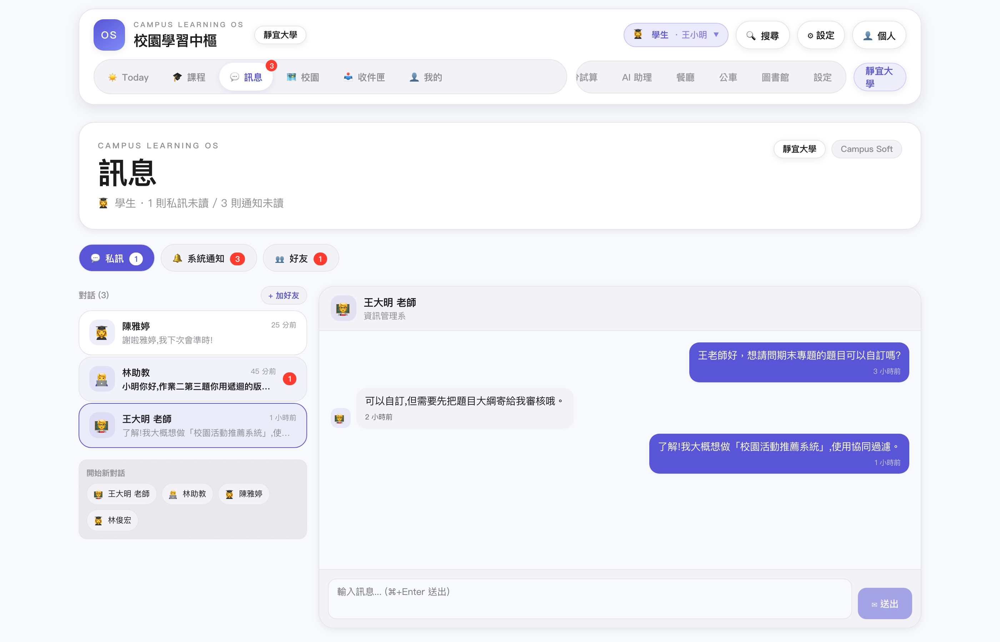 OS
CAMPUS LEARNING OS
校園學習中樞
靜宜大學
學生 · 王小明 ▼
搜尋
設定
個人
Today
課程
訊息
3
校園
收件匣
我的
試算
AI 助理
餐廳
公車
圖書館
設定
靜宜大
學
CAMPUS LEARNING OS
靜宜大學
Campus Soft
訊息
學生 · 1 則私訊未讀 / 3 則通知未讀
私訊 1
系統通知 3
好友 1
對話 (3)
+ 加好友
陳雅婷
25 分前
謝啦雅婷,我下次會準時!
林助教
45 分前
小明你好,作業二第三題你用遞迴的版...
1
王大明 老師
1 小時前
了解!我大概想做「校園活動推薦系統」,使...
開始新對話
王大明 老師
林助教
陳雅婷
林俊宏
王大明 老師
資訊管理系
王老師好，想請問期末專題的題目可以自訂嗎?
3 小時前
可以自訂,但需要先把題目大綱寄給我審核哦。
2 小時前
了解!我大概想做「校園活動推薦系統」,使用協同過濾。
1 小時前
輸入訊息... (⌘+Enter 送出)
送出